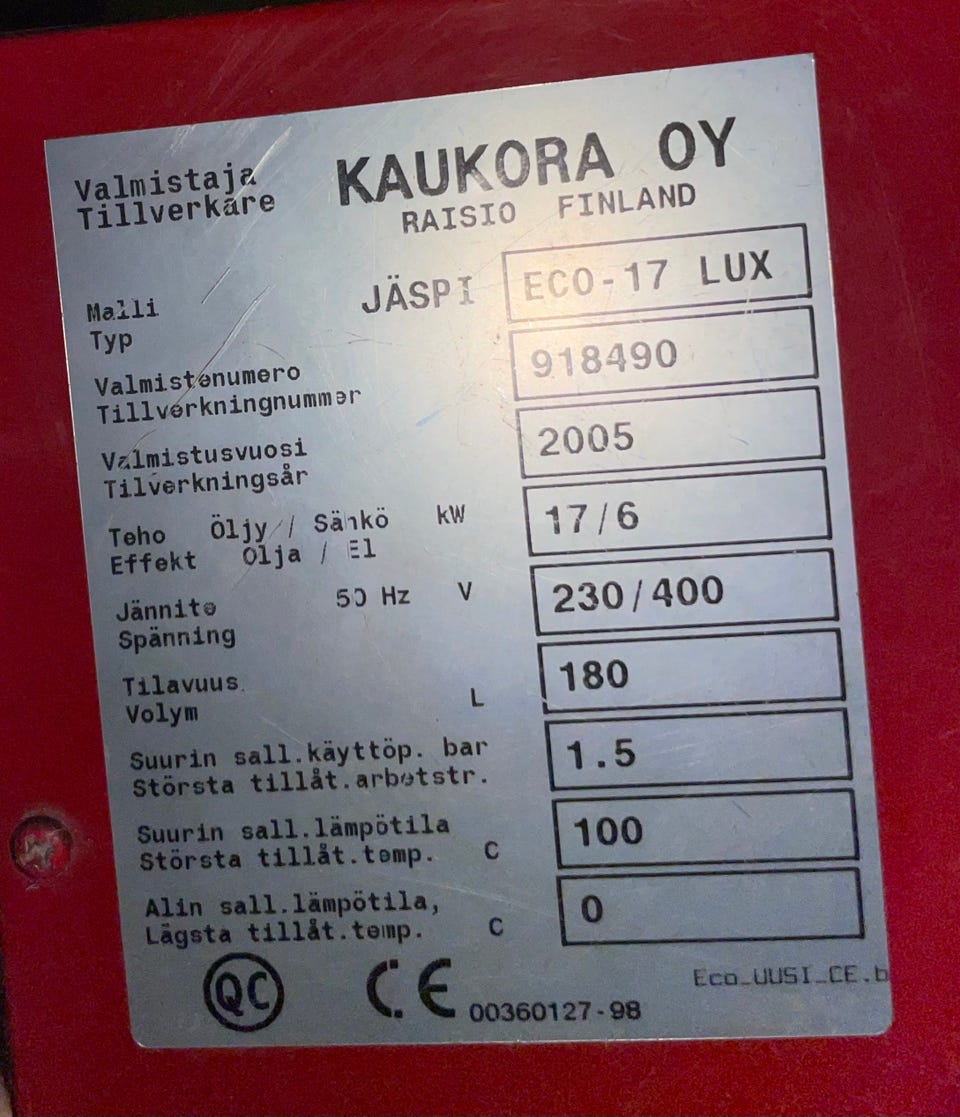 Valmistaja
Tillverkare
KAUKORA OY
RAISIO FINLAND
Malli
Typ
JÄSPI
ECO-17 LUX
Valmistenumero
Tillverkningnummer
918490
Valmistusvuosi
Tilverkningsår
2005
Teho Öljy / Sähkö kW
Effekt Olja / El
17/6
Jännite 50 Hz V
Spänning
230/400
Tilavuus
Volym L
180
Suurin sall.käyttöp. bar
Största tillåt.arbetstr.
1.5
Suurin sall.lämpötila
Största tillåt.temp. C
100
Alin sall.lämpötila,
Lägsta tillåt.temp. C
0
QC CE 00360127-98
Eco_UUSI_CE.b